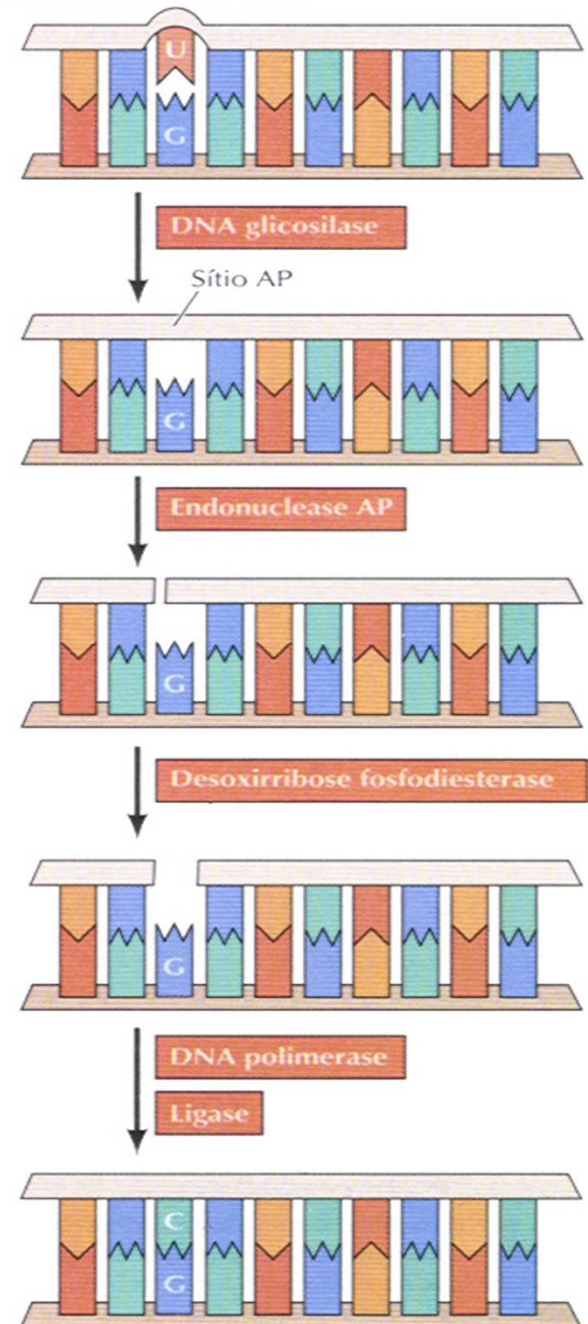 U
G
DNA glicosilase
Sítio AP
G
Endonuclease AP
G
Desoxirribose fosfodiesterase
G
DNA polimerase
Ligase
C
G